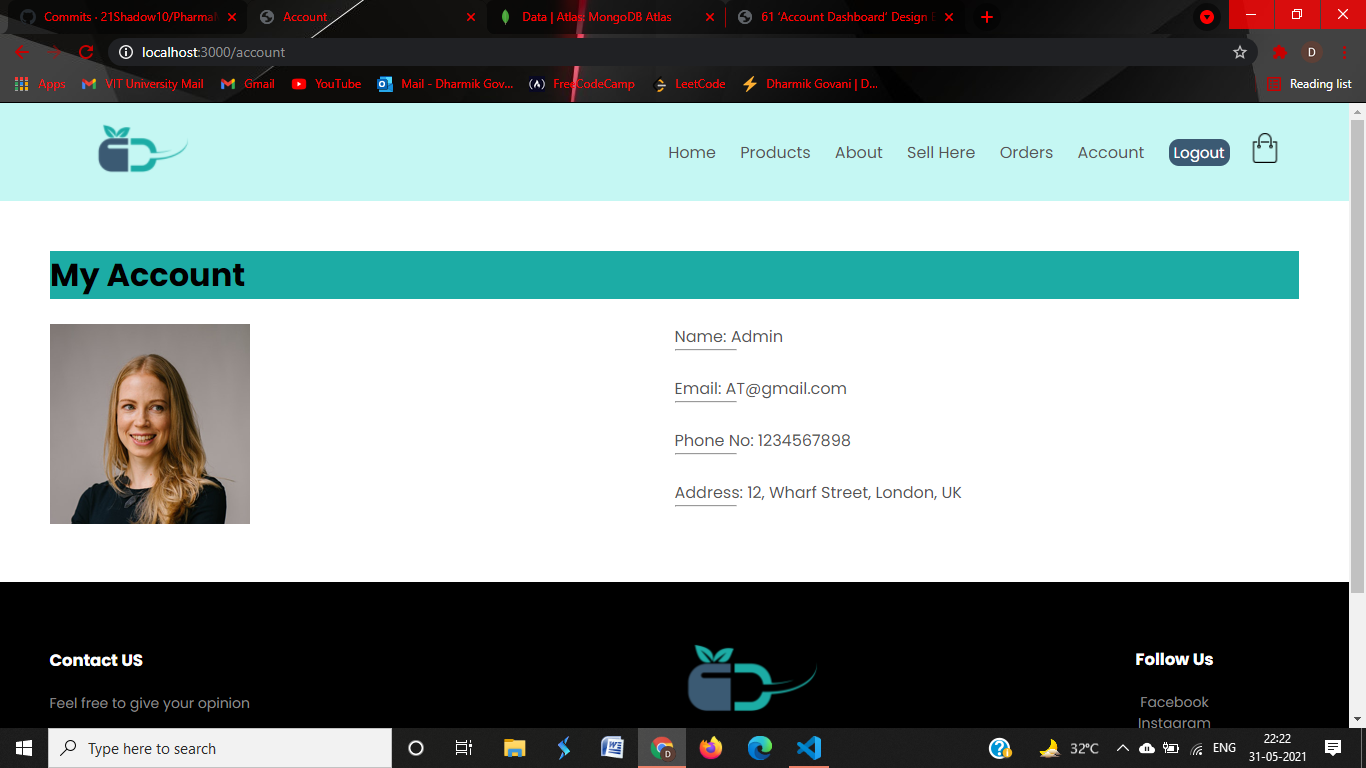 Commits · 21Shadow10/Pharma
Account
Data | Atlas: MongoDB Atlas
61 'Account Dashboard' Design
localhost:3000/account
D
Apps
VIT University Mail
Gmail
YouTube
Mail - Dharmik Gov...
FreeCodeCamp
LeetCode
Dharmik Govani | D...
Reading list
Home
Products
About
Sell Here
Orders
Account
Logout
My Account
Name: Admin
Email: AT@gmail.com
Phone No: 1234567898
Address: 12, Wharf Street, London, UK
Contact US
Feel free to give your opinion
Follow Us
Facebook
Instagram
Type here to search
32°C
ENG
22:22
31-05-2021